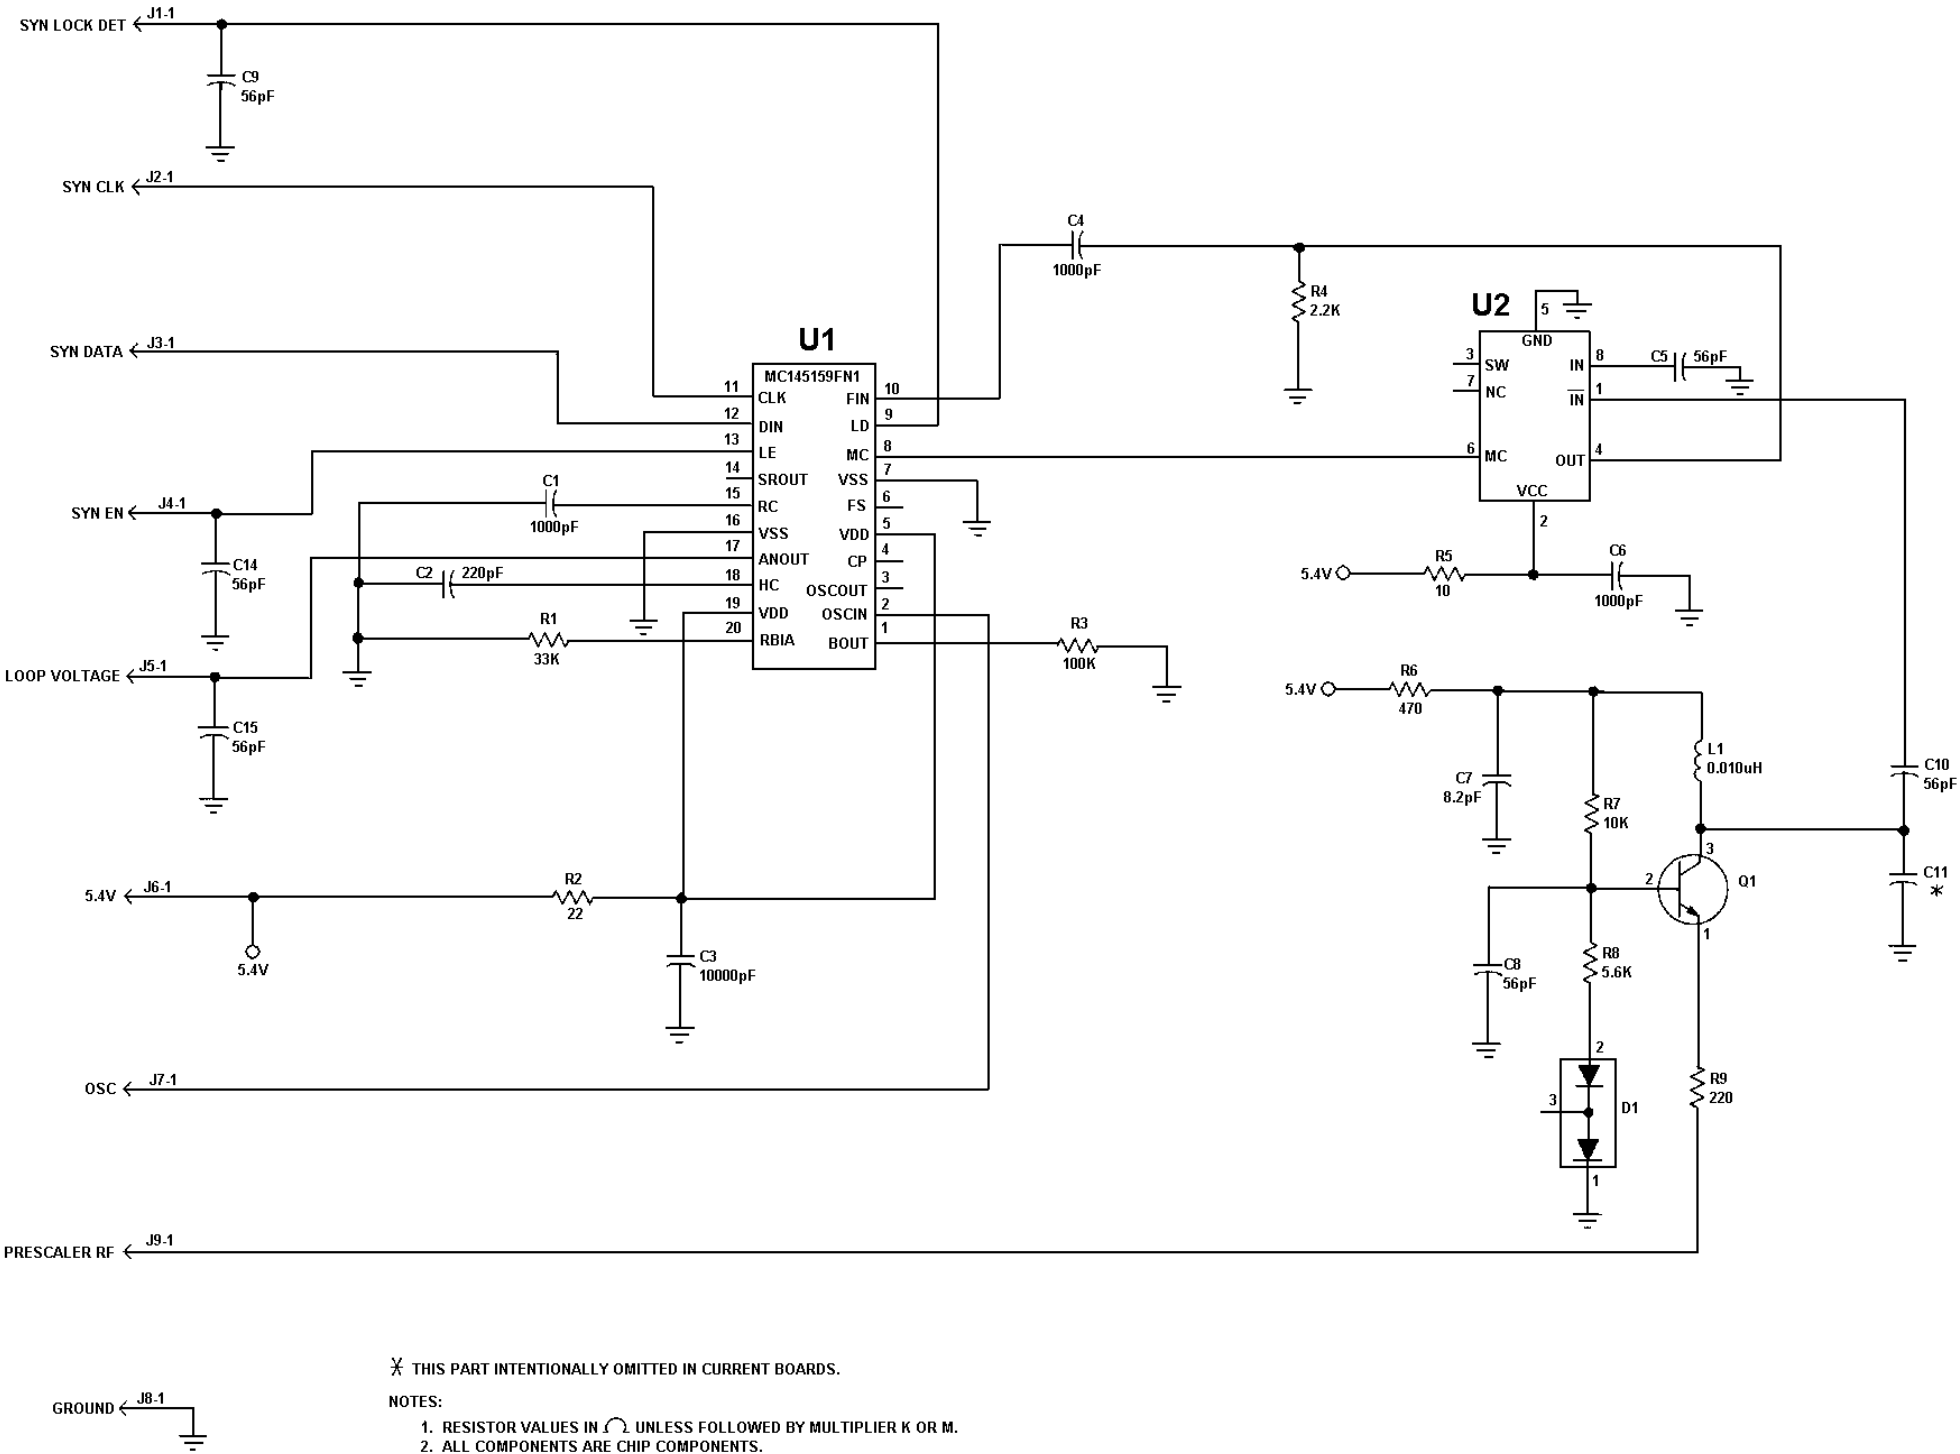 SYN LOCK DET J1-1
C9
56pF
SYN CLK J2-1
C4
1000pF
R4
2.2K
U2
5
GND
3 SW
7 NC
IN 8
C5 56pF
IN 1
6 MC
OUT 4
VCC
2
SYN DATA J3-1
U1
MC145159FN1
11 CLK
12 DIN
13 LE
14 SROUT
15 RC
16 VSS
17 ANOUT
18 HC
19 VDD
20 RBIA
FIN 10
LD 9
MC 8
VSS 7
FS 6
VDD 5
CP 4
OSCOUT 3
OSCIN 2
BOUT 1
C1
1000pF
SYN EN J4-1
C14
56pF
C2 220pF
R1
33K
R3
100K
5.4V
R5
10
C6
1000pF
LOOP VOLTAGE J5-1
C15
56pF
5.4V
R6
470
C7
8.2pF
R7
10K
L1
0.010uH
C10
56pF
3
2
Q1
1
C11
*
5.4V J6-1
5.4V
R2
22
C3
10000pF
C8
56pF
R8
5.6K
OSC J7-1
2
3
D1
1
R9
220
PRESCALER RF J9-1
GROUND J8-1
* THIS PART INTENTIONALLY OMITTED IN CURRENT BOARDS.
NOTES:
1. RESISTOR VALUES IN Ω UNLESS FOLLOWED BY MULTIPLIER K OR M.
2. ALL COMPONENTS ARE CHIP COMPONENTS.